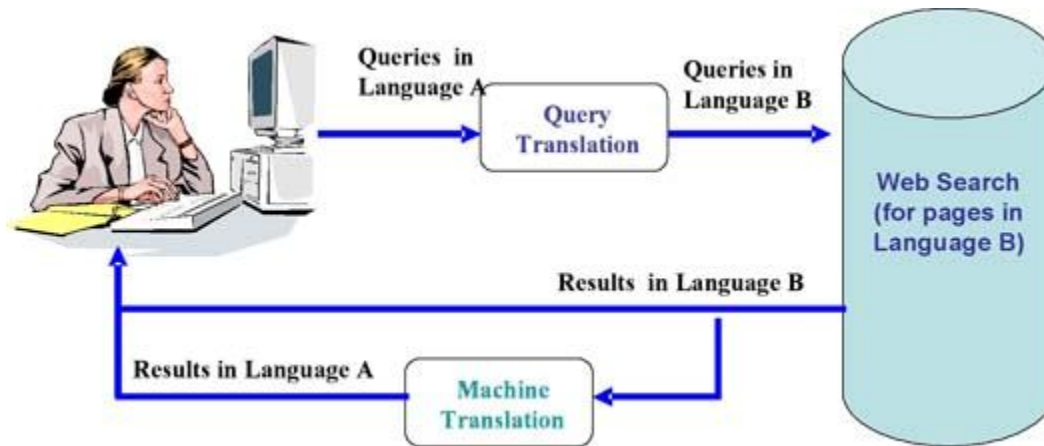 Queries in
Language A
Queries in
Language B
Query
Translation
Web Search
(for pages in
Language B)
Results in Language B
Results in Language A
Machine
Translation